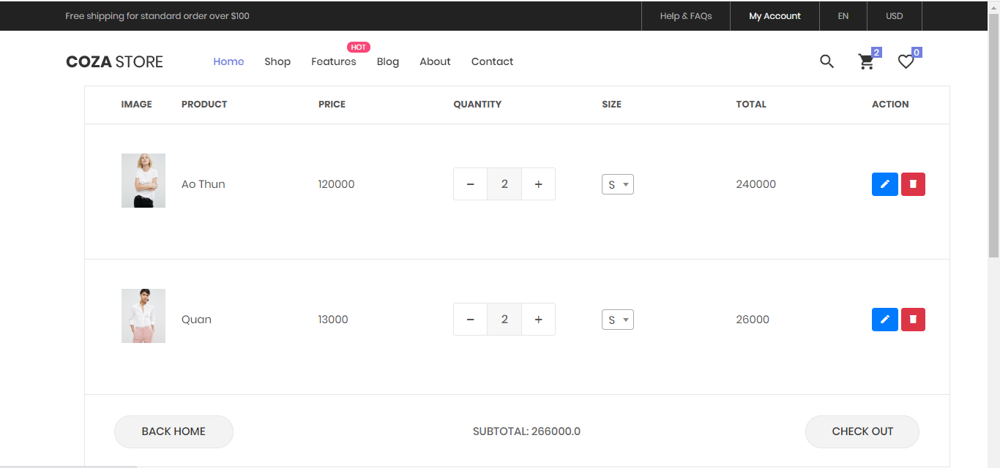 Free shipping for standard order over $100 Help & FAQs My Account EN USD
HOT
COZA STORE Home Shop Features Blog About Contact 2 0
IMAGE PRODUCT PRICE QUANTITY SIZE TOTAL ACTION
Ao Thun 120000 − 2 + S 240000
Quan 13000 − 2 + S 26000
BACK HOME SUBTOTAL: 266000.0 CHECK OUT